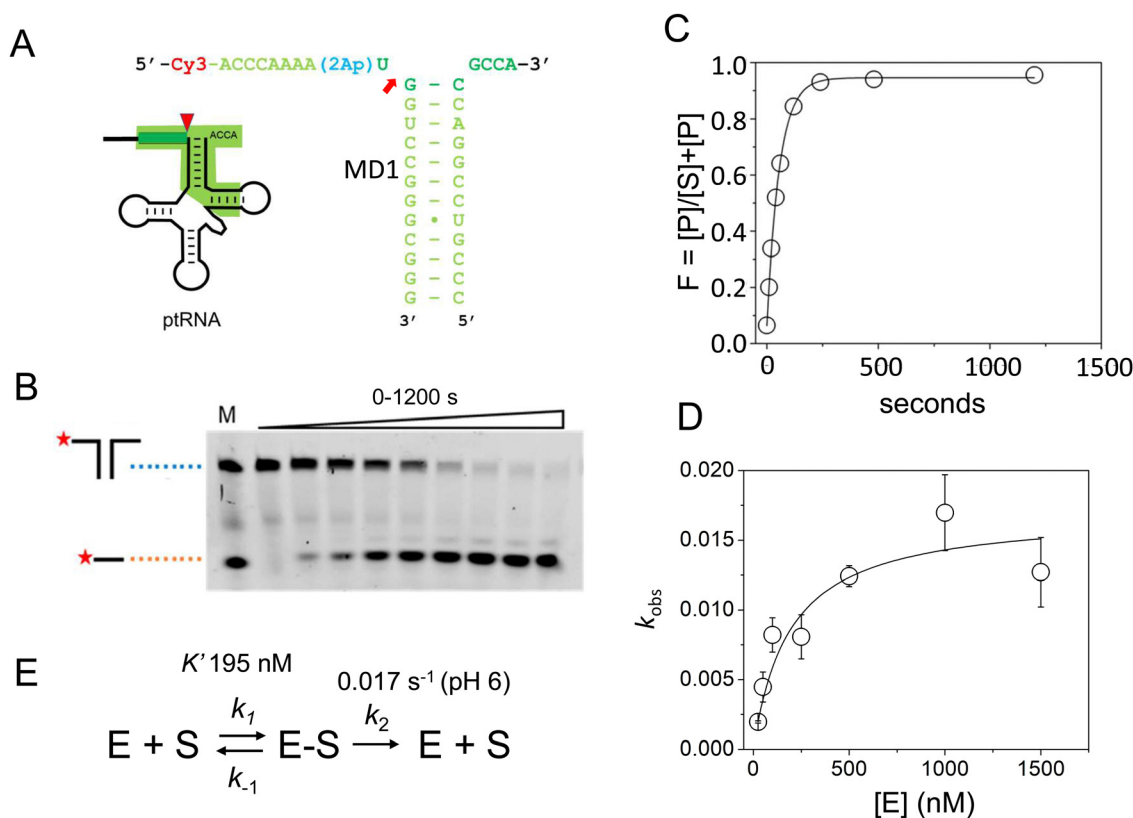 A
5'-Cy3-ACCCAAAA(2Ap)U
GCCA-3'
G – C
G – C
U – A
C – G
C – G
G – C
G – C
G • U
C – G
G – C
G – C
G – C
3' 5'
MD1
ACCA
ptRNA
B
M
0-1200 s
C
F = [P]/[S]+[P]
1.0
0.8
0.6
0.4
0.2
0.0
0 500 1000 1500
seconds
D
k_obs
0.020
0.015
0.010
0.005
0.000
0 500 1000 1500
[E] (nM)
E
K' 195 nM
0.017 s⁻¹ (pH 6)
k₁ k₂
E + S E-S E + S
k₋₁